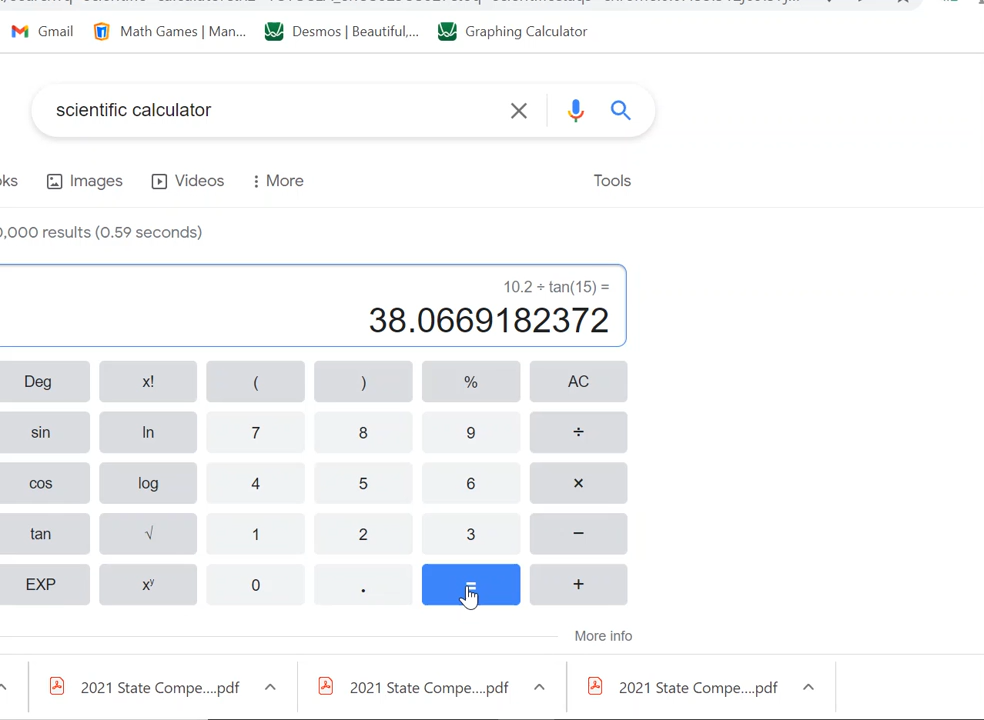 Gmail Math Games | Man... Desmos | Beautiful,... Graphing Calculator
scientific calculator
ks Images Videos More Tools
0,000 results (0.59 seconds)
10.2 ÷ tan(15) =
38.0669182372
Deg x! ( ) % AC
sin ln 7 8 9 ÷
cos log 4 5 6 ×
tan √ 1 2 3 −
EXP xʸ 0 . = +
More info
2021 State Compe....pdf 2021 State Compe....pdf 2021 State Compe....pdf